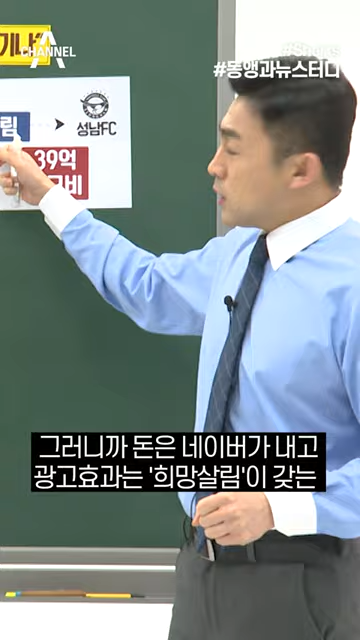 CHANNEL
#Shorts
#동앵과뉴스터디
림
성남FC
39억
그러니까 돈은 네이버가 내고
광고효과는 '희망살림'이 갖는